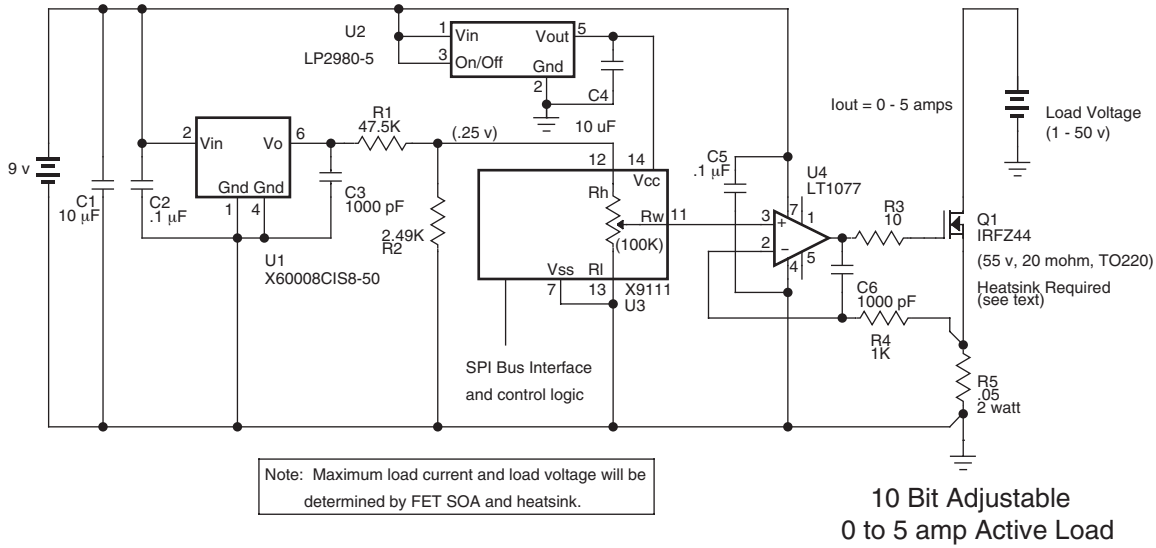 U2
LP2980-5
1
Vin
Vout
5
3
On/Off
Gnd
2
C4
10 uF
9 v
C1
10 μF
C2
.1 μF
2
Vin
Vo
6
Gnd
Gnd
1
4
U1
X60008CIS8-50
R1
47.5K
C3
1000 pF
(.25 v)
2.49K
R2
12
14
Vcc
Rh
Rw
11
(100K)
Vss
Rl
7
13
X9111
U3
SPI Bus Interface
and control logic
C5
.1 μF
U4
LT1077
3
+
7
1
2
−
4
5
R3
10
C6
1000 pF
R4
1K
Iout = 0 - 5 amps
Load Voltage
(1 - 50 v)
Q1
IRFZ44
(55 v, 20 mohm, TO220)
Heatsink Required
(see text)
R5
.05
2 watt
Note: Maximum load current and load voltage will be
determined by FET SOA and heatsink.
10 Bit Adjustable
0 to 5 amp Active Load